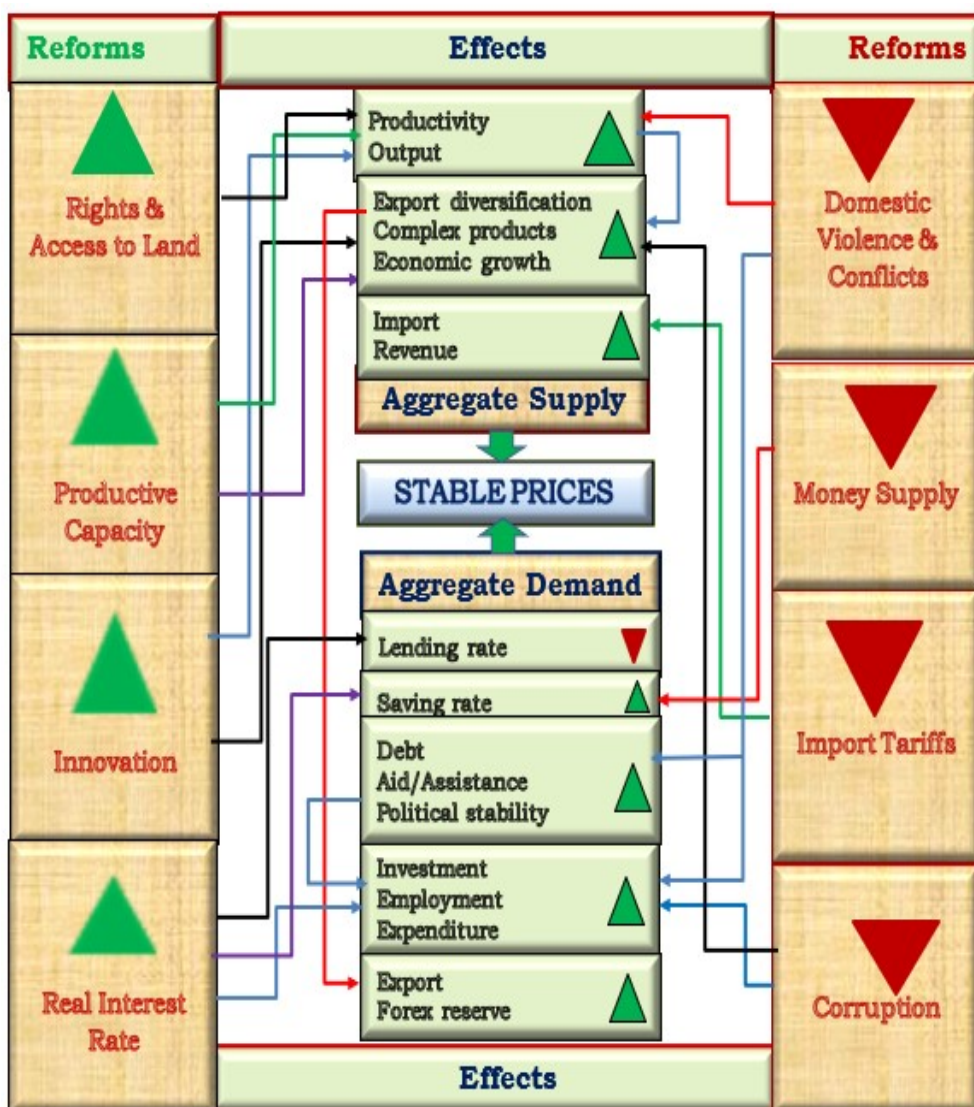 Reforms
Effects
Reforms
Rights &
Access to Land
Productive
Capacity
Innovation
Real Interest
Rate
Productivity
Output
Export diversification
Complex products
Economic growth
Import
Revenue
Aggregate Supply
STABLE PRICES
Aggregate Demand
Lending rate
Saving rate
Debt
Aid/Assistance
Political stability
Investment
Employment
Expenditure
Export
Forex reserve
Domestic
Violence &
Conflicts
Money Supply
Import Tariffs
Corruption
Effects